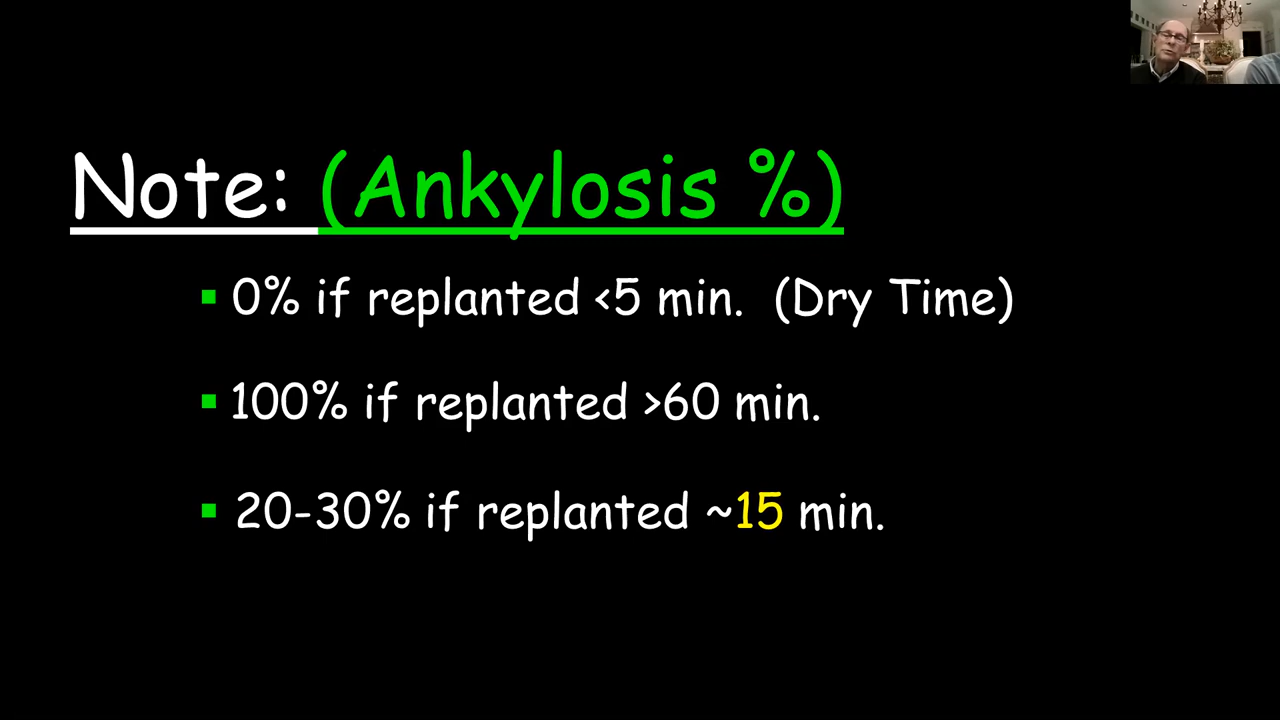 Note: (Ankylosis %)
▪ 0% if replanted <5 min. (Dry Time)
▪ 100% if replanted >60 min.
▪ 20-30% if replanted ~15 min.